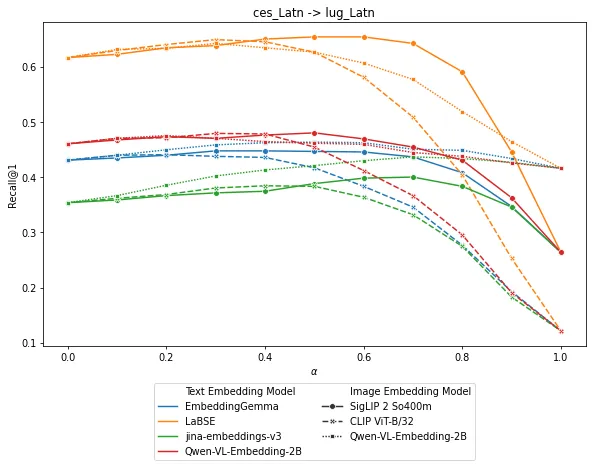 ces_Latn -> lug_Latn
Recall@1
0.6
0.5
0.4
0.3
0.2
0.1
0.0 0.2 0.4 0.6 0.8 1.0
α
Text Embedding Model Image Embedding Model
EmbeddingGemma SigLIP 2 So400m
LaBSE CLIP ViT-B/32
jina-embeddings-v3 Qwen-VL-Embedding-2B
Qwen-VL-Embedding-2B